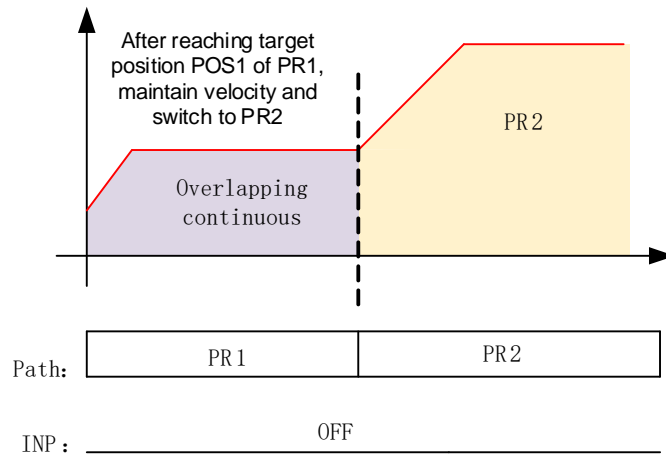 After reaching target
position POS1 of PR1,
maintain velocity and
switch to PR2
PR2
Overlapping
continuous
Path: PR1 PR2
INP: OFF